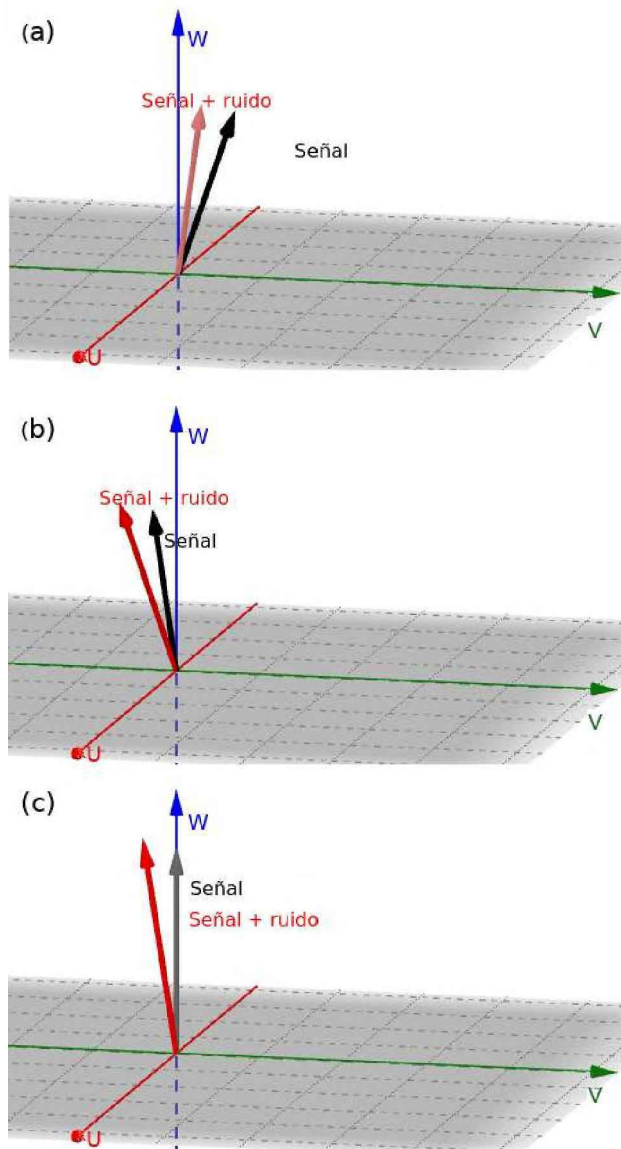 (a)
W
Señal + ruido
Señal
V
U
(b)
W
Señal + ruido
Señal
V
U
(c)
W
Señal
Señal + ruido
V
U